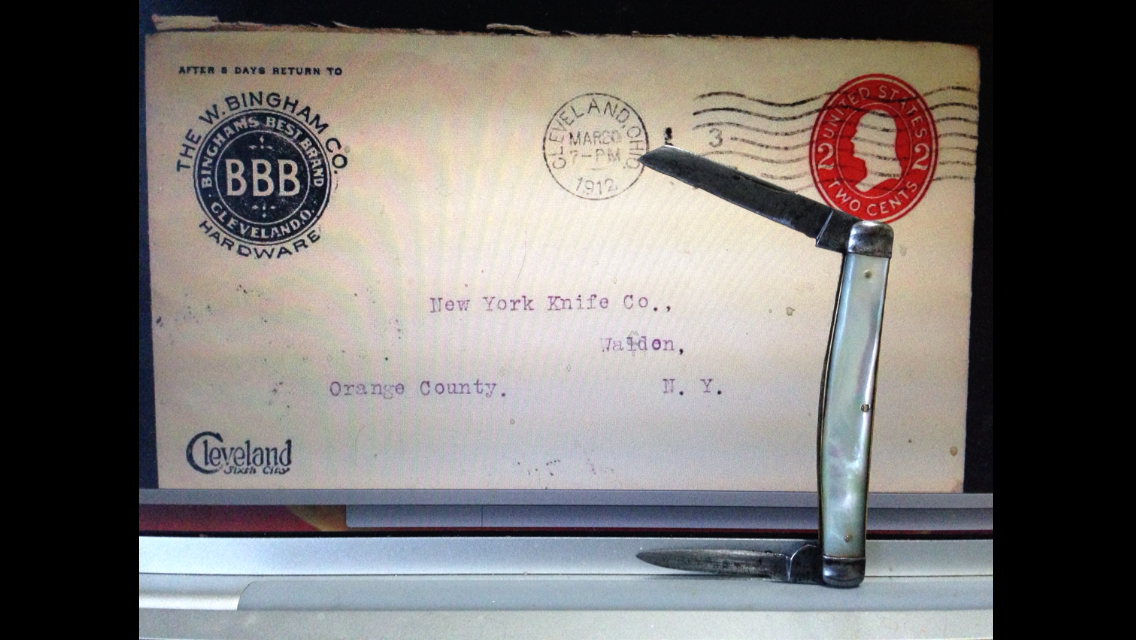 AFTER 5 DAYS RETURN TO
THE W. BINGHAM CO.
BINGHAM'S BEST BRAND
BBB
CLEVELAND, O.
HARDWARE
CLEVELAND, OHIO
MAR 20
7-PM
1912
3
UNITED STATES
2 2
TWO CENTS
New York Knife Co.,
Walden,
Orange County. N. Y.
Cleveland
Sixth City